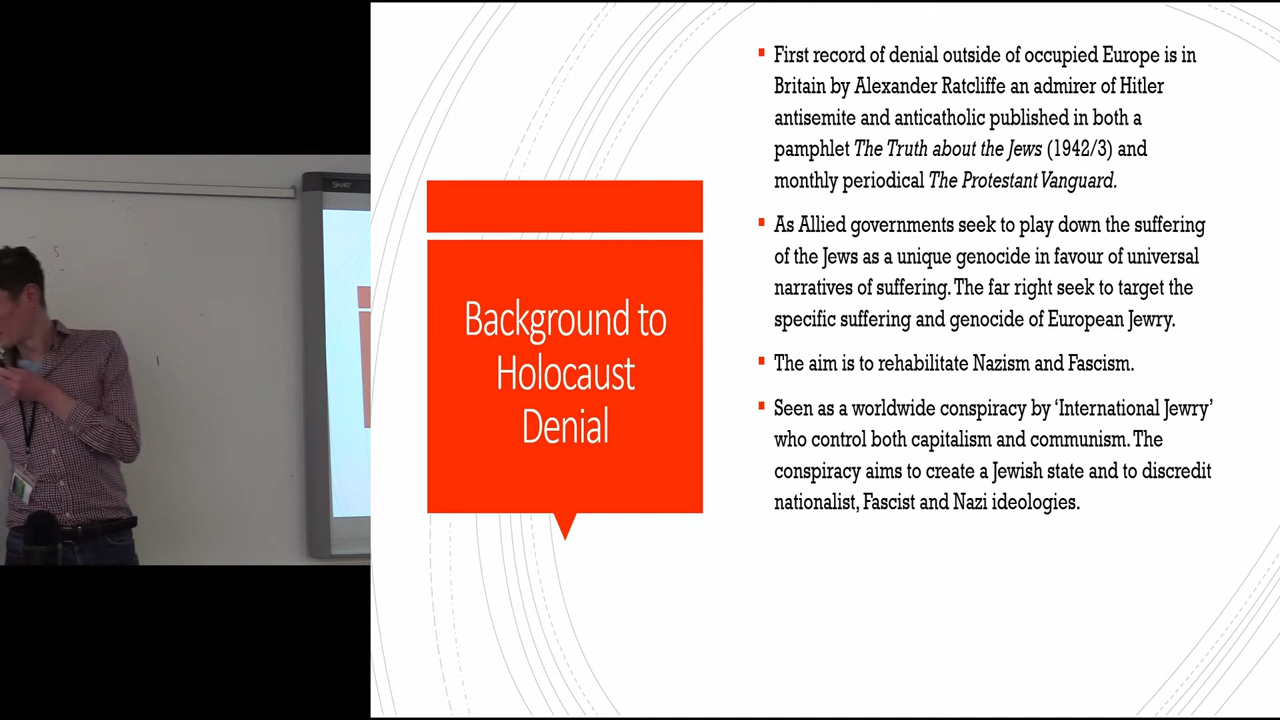 SMART
Background to
Holocaust
Denial
First record of denial outside of occupied Europe is in
Britain by Alexander Ratcliffe an admirer of Hitler
antisemite and anticatholic published in both a
pamphlet The Truth about the Jews (1942/3) and
monthly periodical The Protestant Vanguard.
As Allied governments seek to play down the suffering
of the Jews as a unique genocide in favour of universal
narratives of suffering. The far right seek to target the
specific suffering and genocide of European Jewry.
The aim is to rehabilitate Nazism and Fascism.
Seen as a worldwide conspiracy by ‘International Jewry’
who control both capitalism and communism. The
conspiracy aims to create a Jewish state and to discredit
nationalist, Fascist and Nazi ideologies.